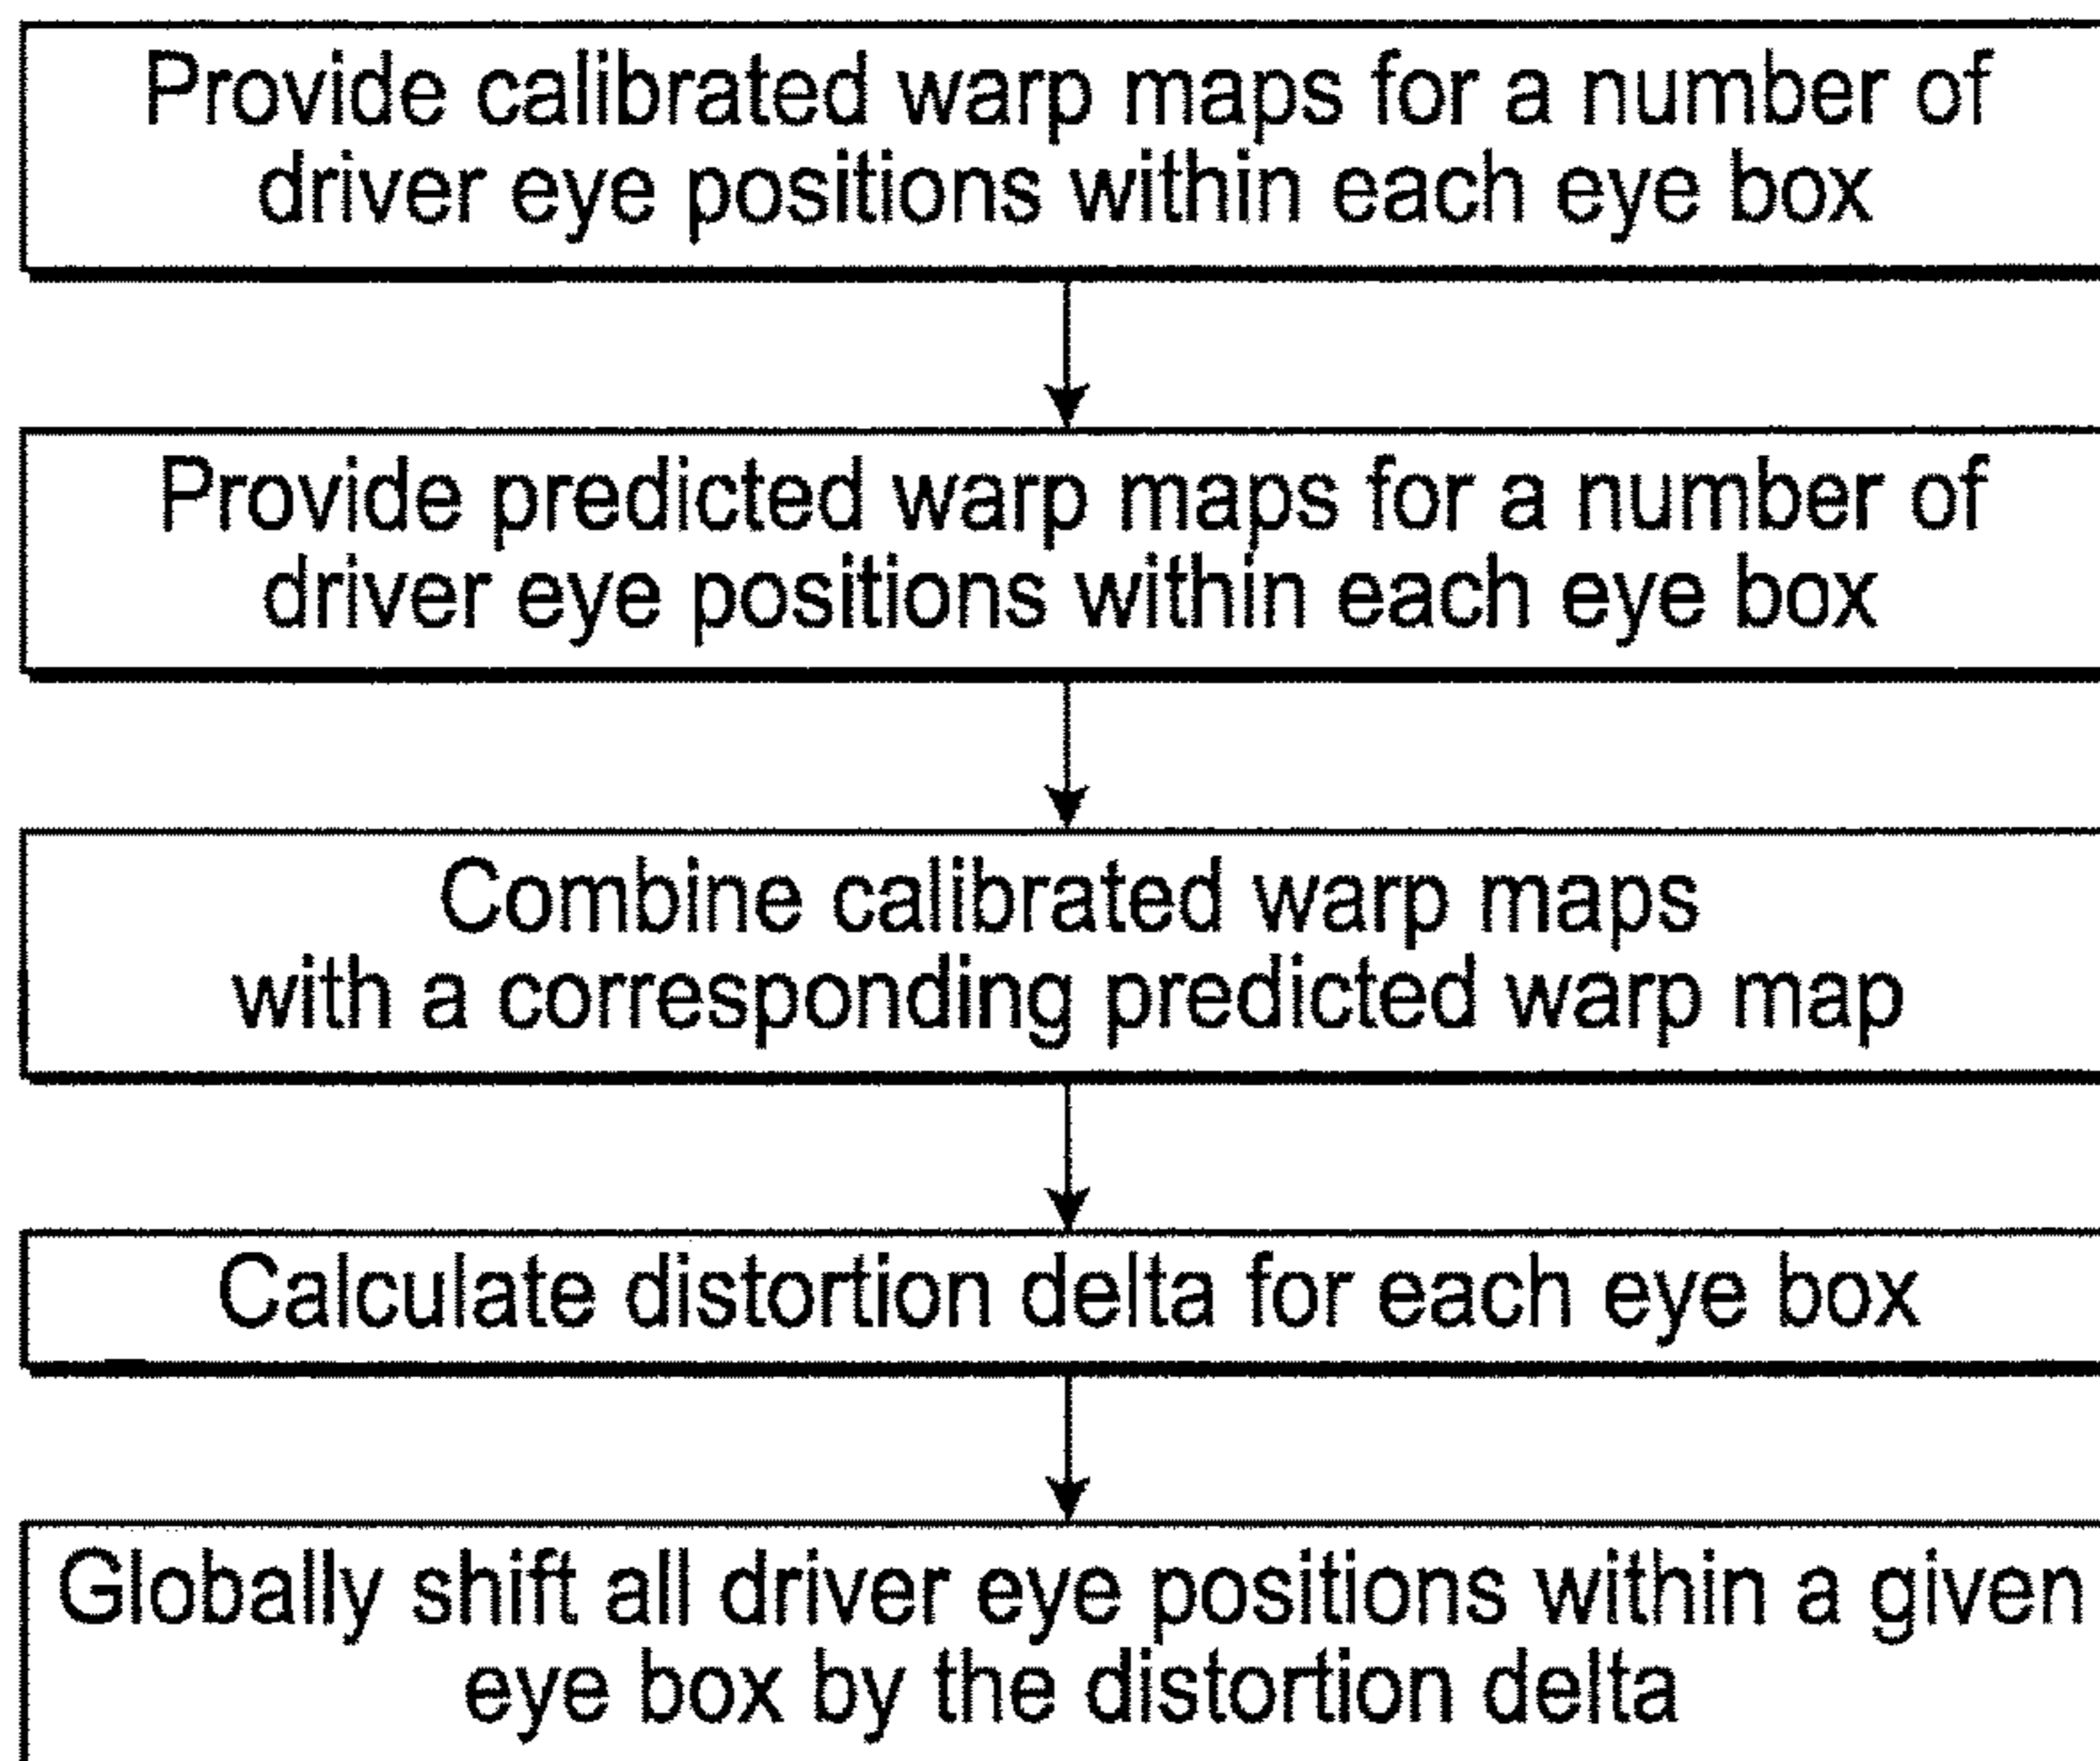 Provide calibrated warp maps for a number of
driver eye positions within each eye box
Provide predicted warp maps for a number of
driver eye positions within each eye box
Combine calibrated warp maps
with a corresponding predicted warp map
Calculate distortion delta for each eye box
Globally shift all driver eye positions within a given
eye box by the distortion delta